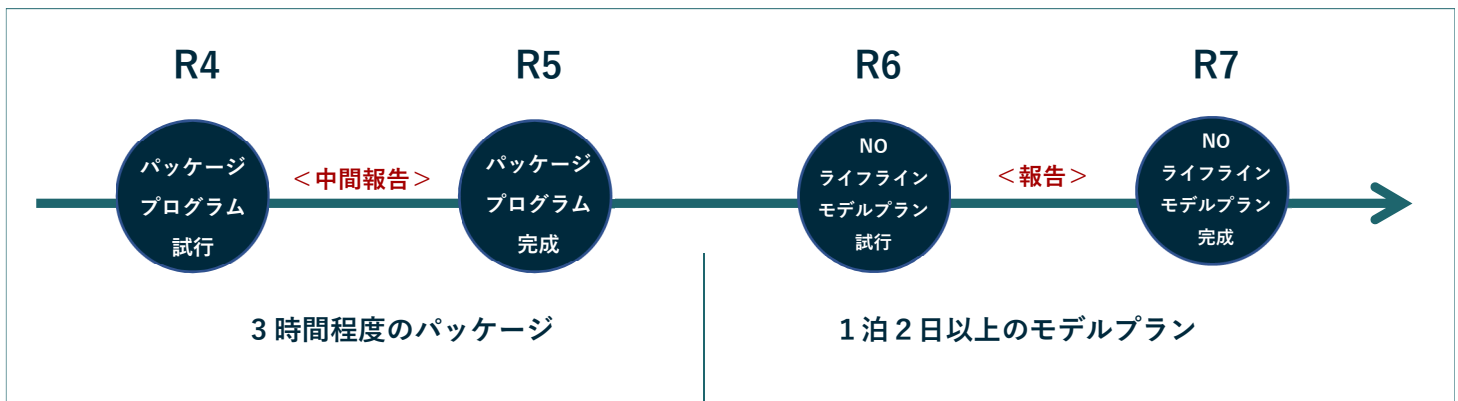 R4
R5
R6
R7
パッケージ
プログラム
試行
＜中間報告＞
パッケージ
プログラム
完成
NO
ライフライン
モデルプラン
試行
＜報告＞
NO
ライフライン
モデルプラン
完成
３時間程度のパッケージ
１泊２日以上のモデルプラン